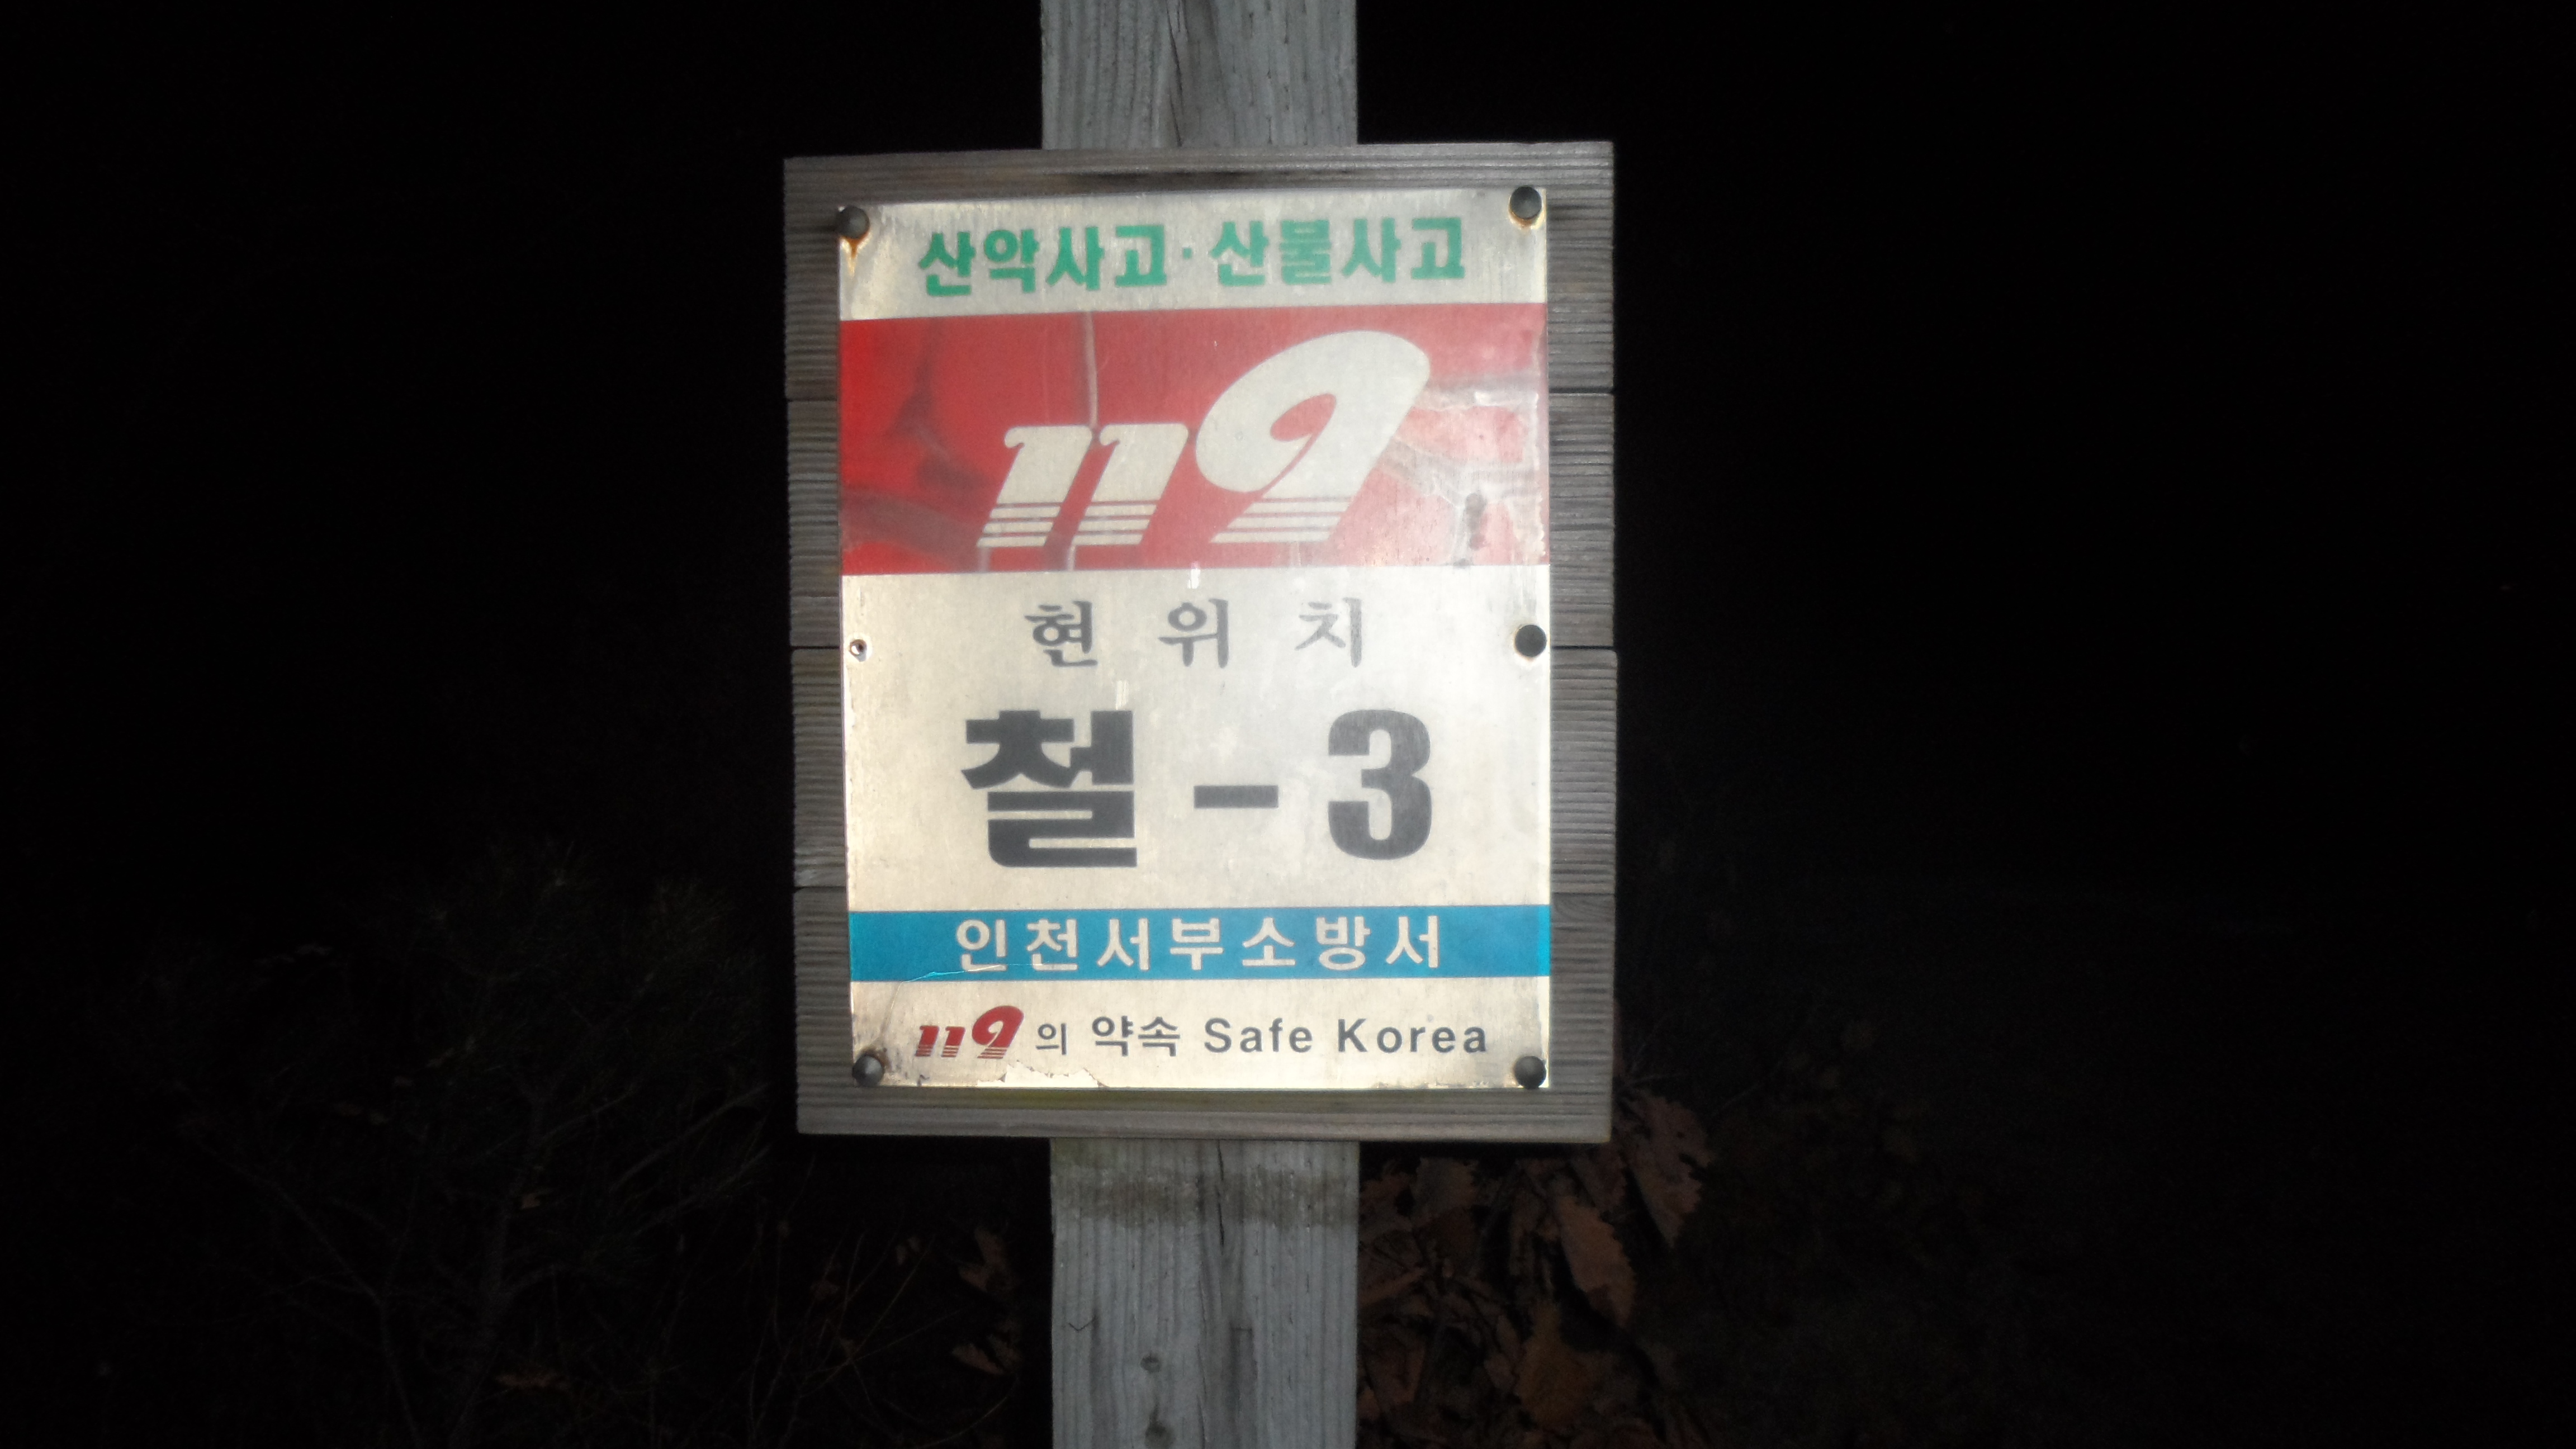 산악사고·산불사고
119
현 위 치
철-3
인천서부소방서
119의 약속 Safe Korea